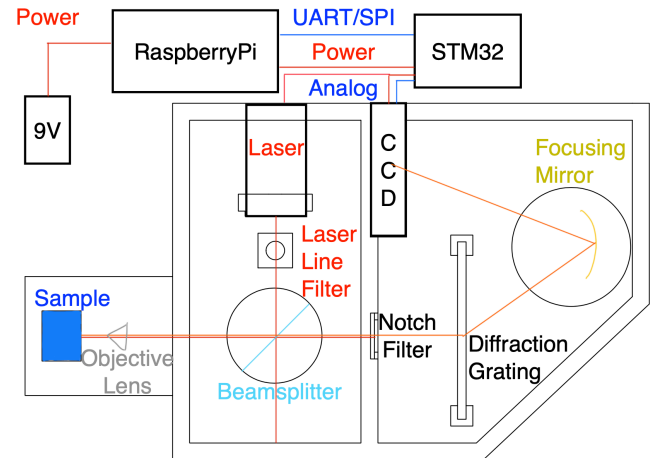 Power
UART/SPI
RaspberryPi
Power
STM32
Analog
9V
Laser
C
C
D
Focusing
Mirror
Laser
Line
Filter
Sample
Notch
Filter
Objective
Lens
Diffraction
Grating
Beamsplitter